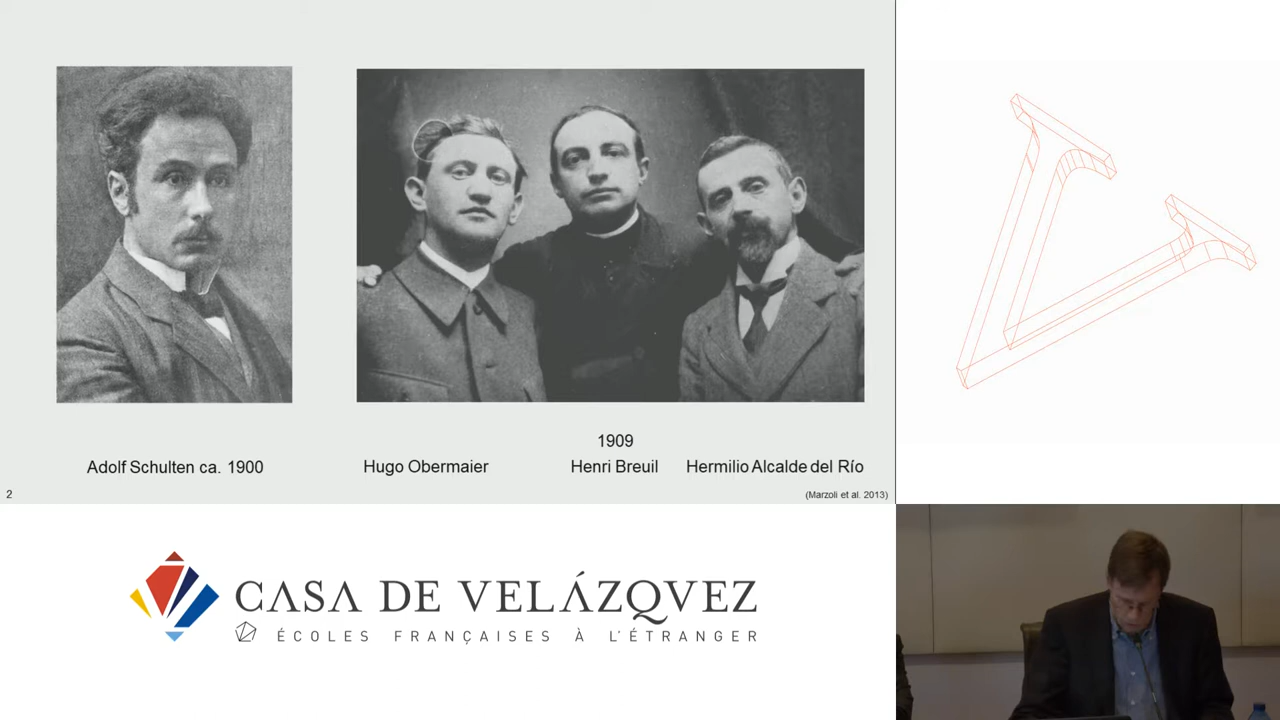 1909
Adolf Schulten ca. 1900
Hugo Obermaier
Henri Breuil
Hermilio Alcalde del Río
2
(Marzoli et al. 2013)
CASA DE VELÁZQVEZ
ÉCOLES FRANÇAISES À L'ÉTRANGER